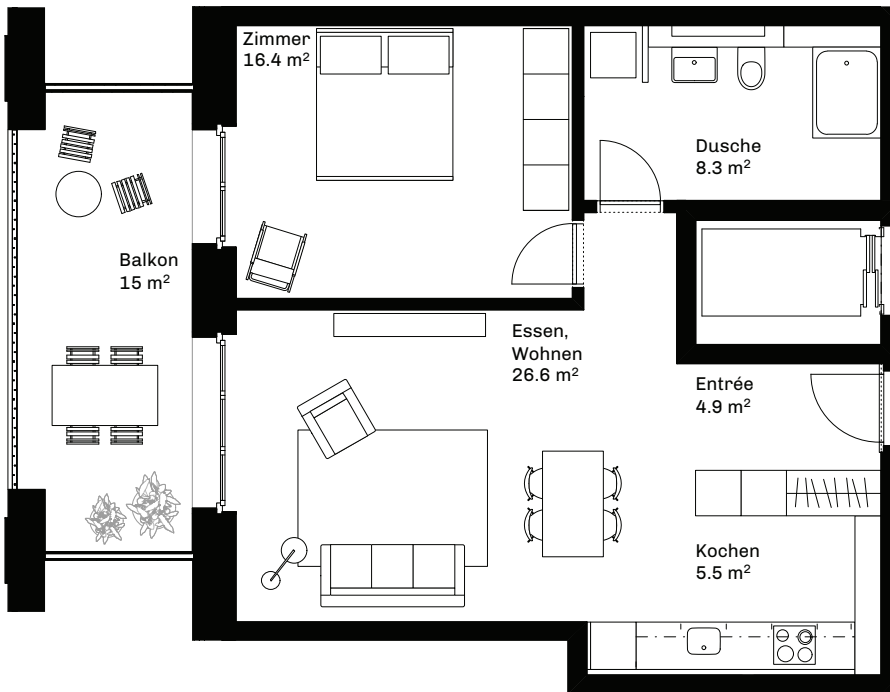 Zimmer
16.4 m²
Dusche
8.3 m²
Balkon
15 m²
Essen,
Wohnen
26.6 m²
Entrée
4.9 m²
Kochen
5.5 m²